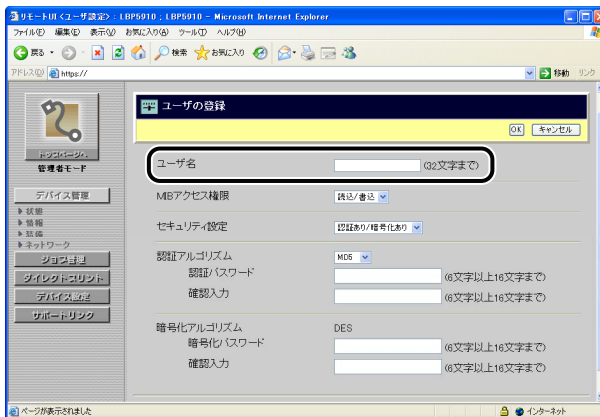 リモートUI <ユーザ設定> : LBP5910 : LBP5910 - Microsoft Internet Explorer
ファイル(F) 編集(E) 表示(V) お気に入り(A) ツール(T) ヘルプ(H)
戻る 検索 お気に入り
アドレス(D) https:// 移動 リンク
ユーザの登録
OK キャンセル
トップページへ
管理者モード
ユーザ名 (32文字まで)
デバイス管理
MIBアクセス権限 読込/書込
状態
情報
セキュリティ設定 認証あり/暗号化あり
装備
ネットワーク
ジョブ管理
認証アルゴリズム MD5
ダイレクトプリント
認証パスワード (6文字以上16文字まで)
デバイス設定
確認入力 (6文字以上16文字まで)
サポートリンク
暗号化アルゴリズム DES
暗号化パスワード (6文字以上16文字まで)
確認入力 (6文字以上16文字まで)
ページが表示されました インターネット